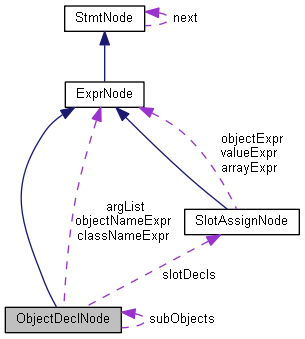 StmtNode
next
ExprNode
objectExpr
valueExpr
arrayExpr
argList
objectNameExpr
classNameExpr
SlotAssignNode
slotDecls
ObjectDeclNode
subObjects